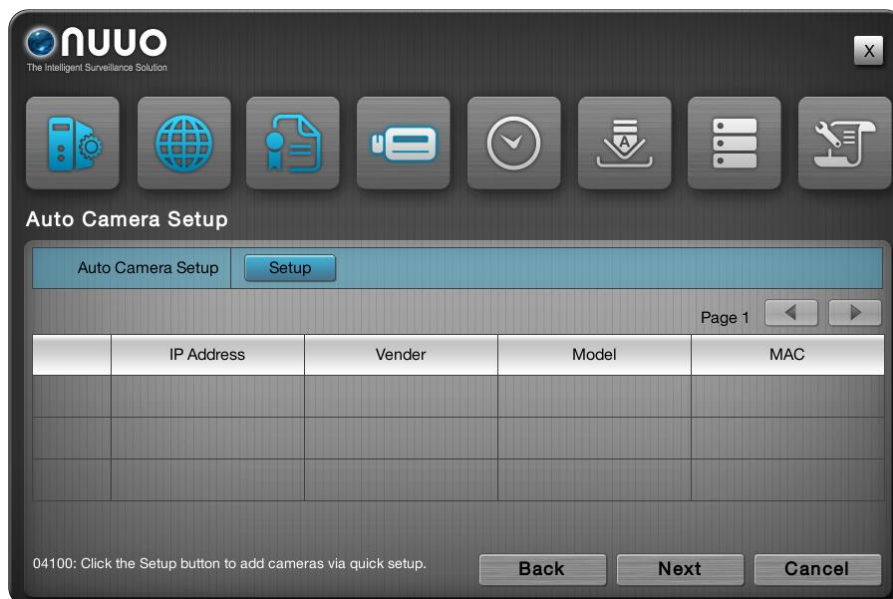 nuuo
The Intelligent Surveillance Solution
X
A
Auto Camera Setup
Auto Camera Setup Setup
Page 1
IP Address Vender Model MAC
04100: Click the Setup button to add cameras via quick setup.
Back Next Cancel